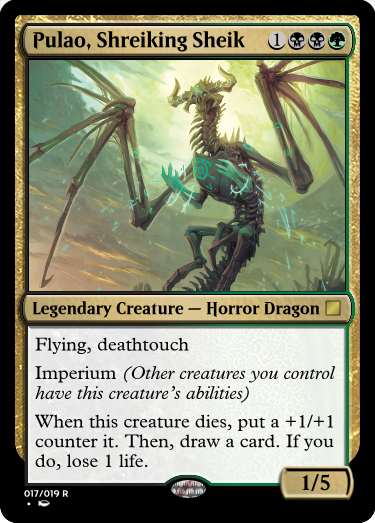 Pulao, Shreiking Sheik 1
Legendary Creature — Horror Dragon
Flying, deathtouch
Imperium (Other creatures you control
have this creature's abilities)
When this creature dies, put a +1/+1
counter it. Then, draw a card. If you
do, lose 1 life.
1/5
017/019 R